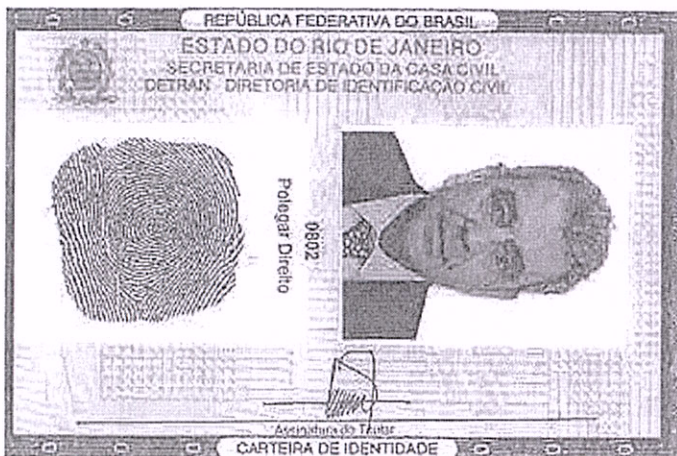 REPÚBLICA FEDERATIVA DO BRASIL
ESTADO DO RIO DE JANEIRO
SECRETARIA DE ESTADO DA CASA CIVIL
DETRAN DIRETORIA DE IDENTIFICAÇÃO CIVIL
0802
Polegar Direito
Assinatura do Titular
CARTEIRA DE IDENTIDADE